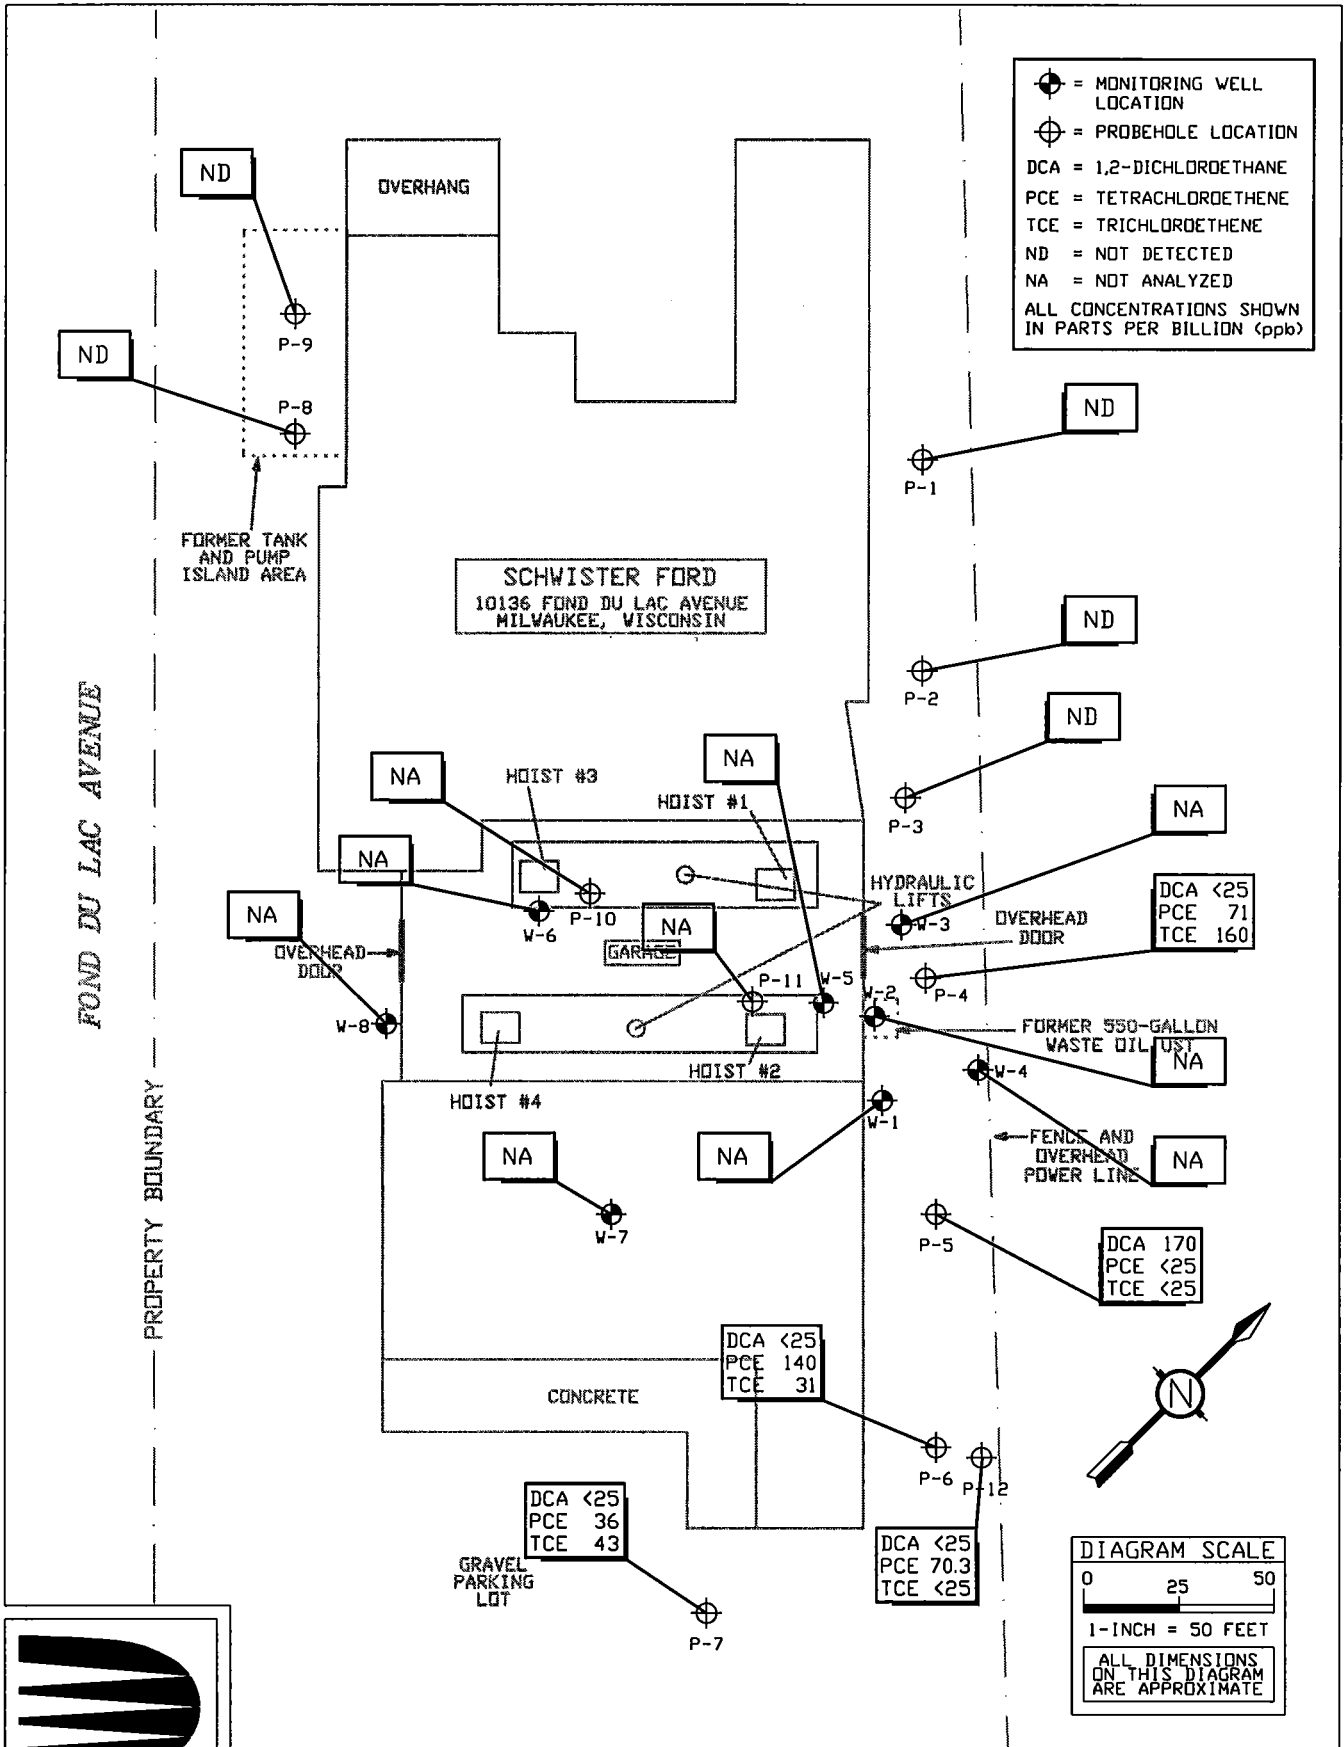 = MONITORING WELL
LOCATION
= PROBEHOLE LOCATION
DCA = 1,2-DICHLOROETHANE
PCE = TETRACHLOROETHENE
TCE = TRICHLOROETHENE
ND = NOT DETECTED
NA = NOT ANALYZED
ALL CONCENTRATIONS SHOWN
IN PARTS PER BILLION (ppb)
ND
OVERHANG
P-9
ND
P-8
FORMER TANK
AND PUMP
ISLAND AREA
ND
P-1
SCHWISTER FORD
10136 FOND DU LAC AVENUE
MILWAUKEE, WISCONSIN
ND
P-2
ND
P-3
FOND DU LAC AVENUE
PROPERTY BOUNDARY
NA
HOIST #3
NA
HOIST #1
NA
NA
W-6
P-10
NA
GARAGE
HYDRAULIC
LIFTS
W-3
OVERHEAD
DOOR
NA
DCA <25
PCE 71
TCE 160
OVERHEAD
DOOR
W-8
P-11
W-5
W-2
P-4
FORMER 550-GALLON
WASTE OIL UST
NA
HOIST #4
HOIST #2
W-4
W-1
NA
NA
W-7
FENCE AND
OVERHEAD
POWER LINE
NA
P-5
DCA 170
PCE <25
TCE <25
DCA <25
PCE 140
TCE 31
CONCRETE
N
P-6
P-12
DCA <25
PCE 36
TCE 43
GRAVEL
PARKING
LOT
P-7
DCA <25
PCE 70.3
TCE <25
DIAGRAM SCALE
0 25 50
1-INCH = 50 FEET
ALL DIMENSIONS
ON THIS DIAGRAM
ARE APPROXIMATE